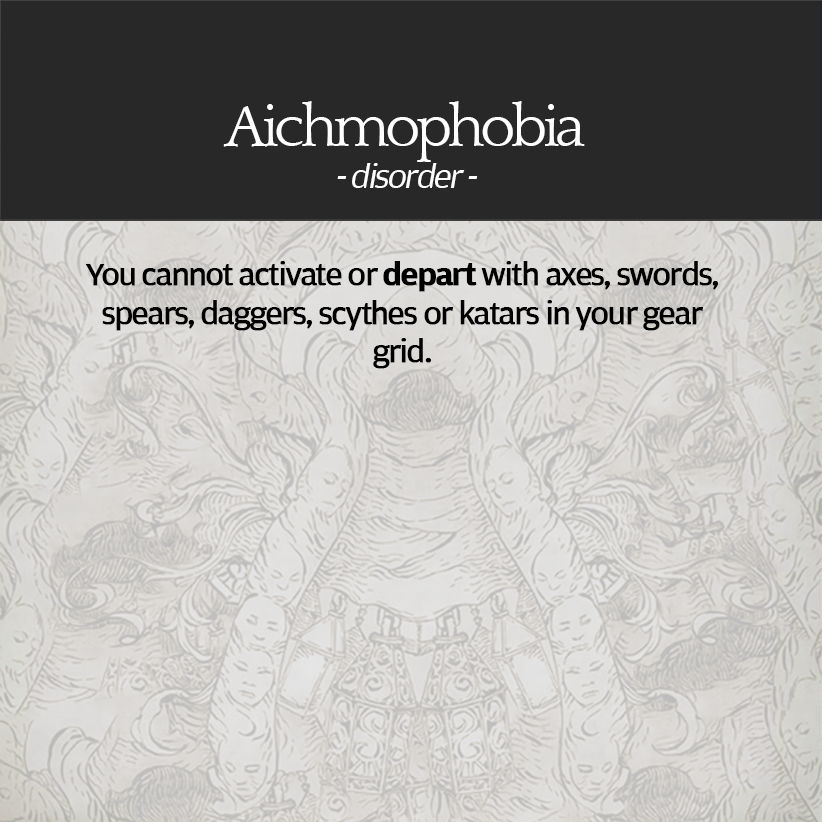 Aichmophobia
- disorder -
You cannot activate or depart with axes, swords,
spears, daggers, scythes or katars in your gear
grid.